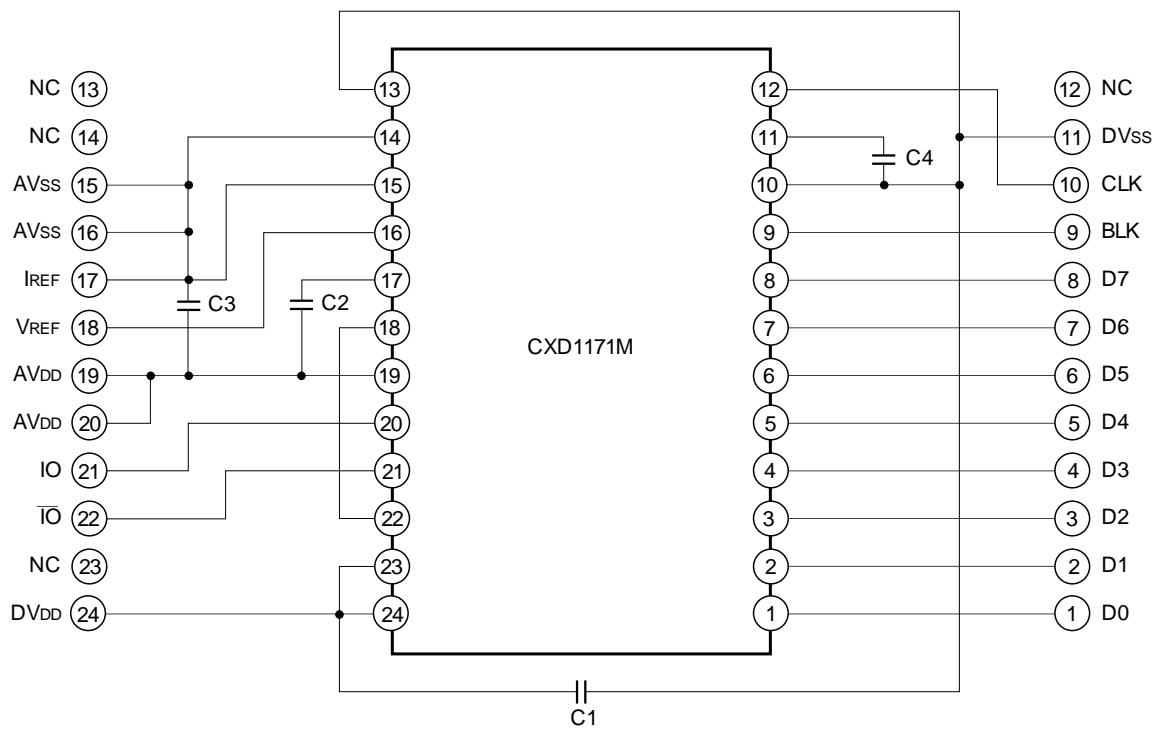 NC 13 13 12 12 NC
NC 14 14 11 C4 11 DVSS
AVSS 15 15 10 10 CLK
AVSS 16 16 9 9 BLK
IREF 17 C3 C2 17 8 8 D7
VREF 18 18 CXD1171M 7 7 D6
AVDD 19 19 6 6 D5
AVDD 20 20 5 5 D4
IO 21 21 4 4 D3
I̅O̅ 22 22 3 3 D2
NC 23 23 2 2 D1
DVDD 24 24 1 1 D0
C1